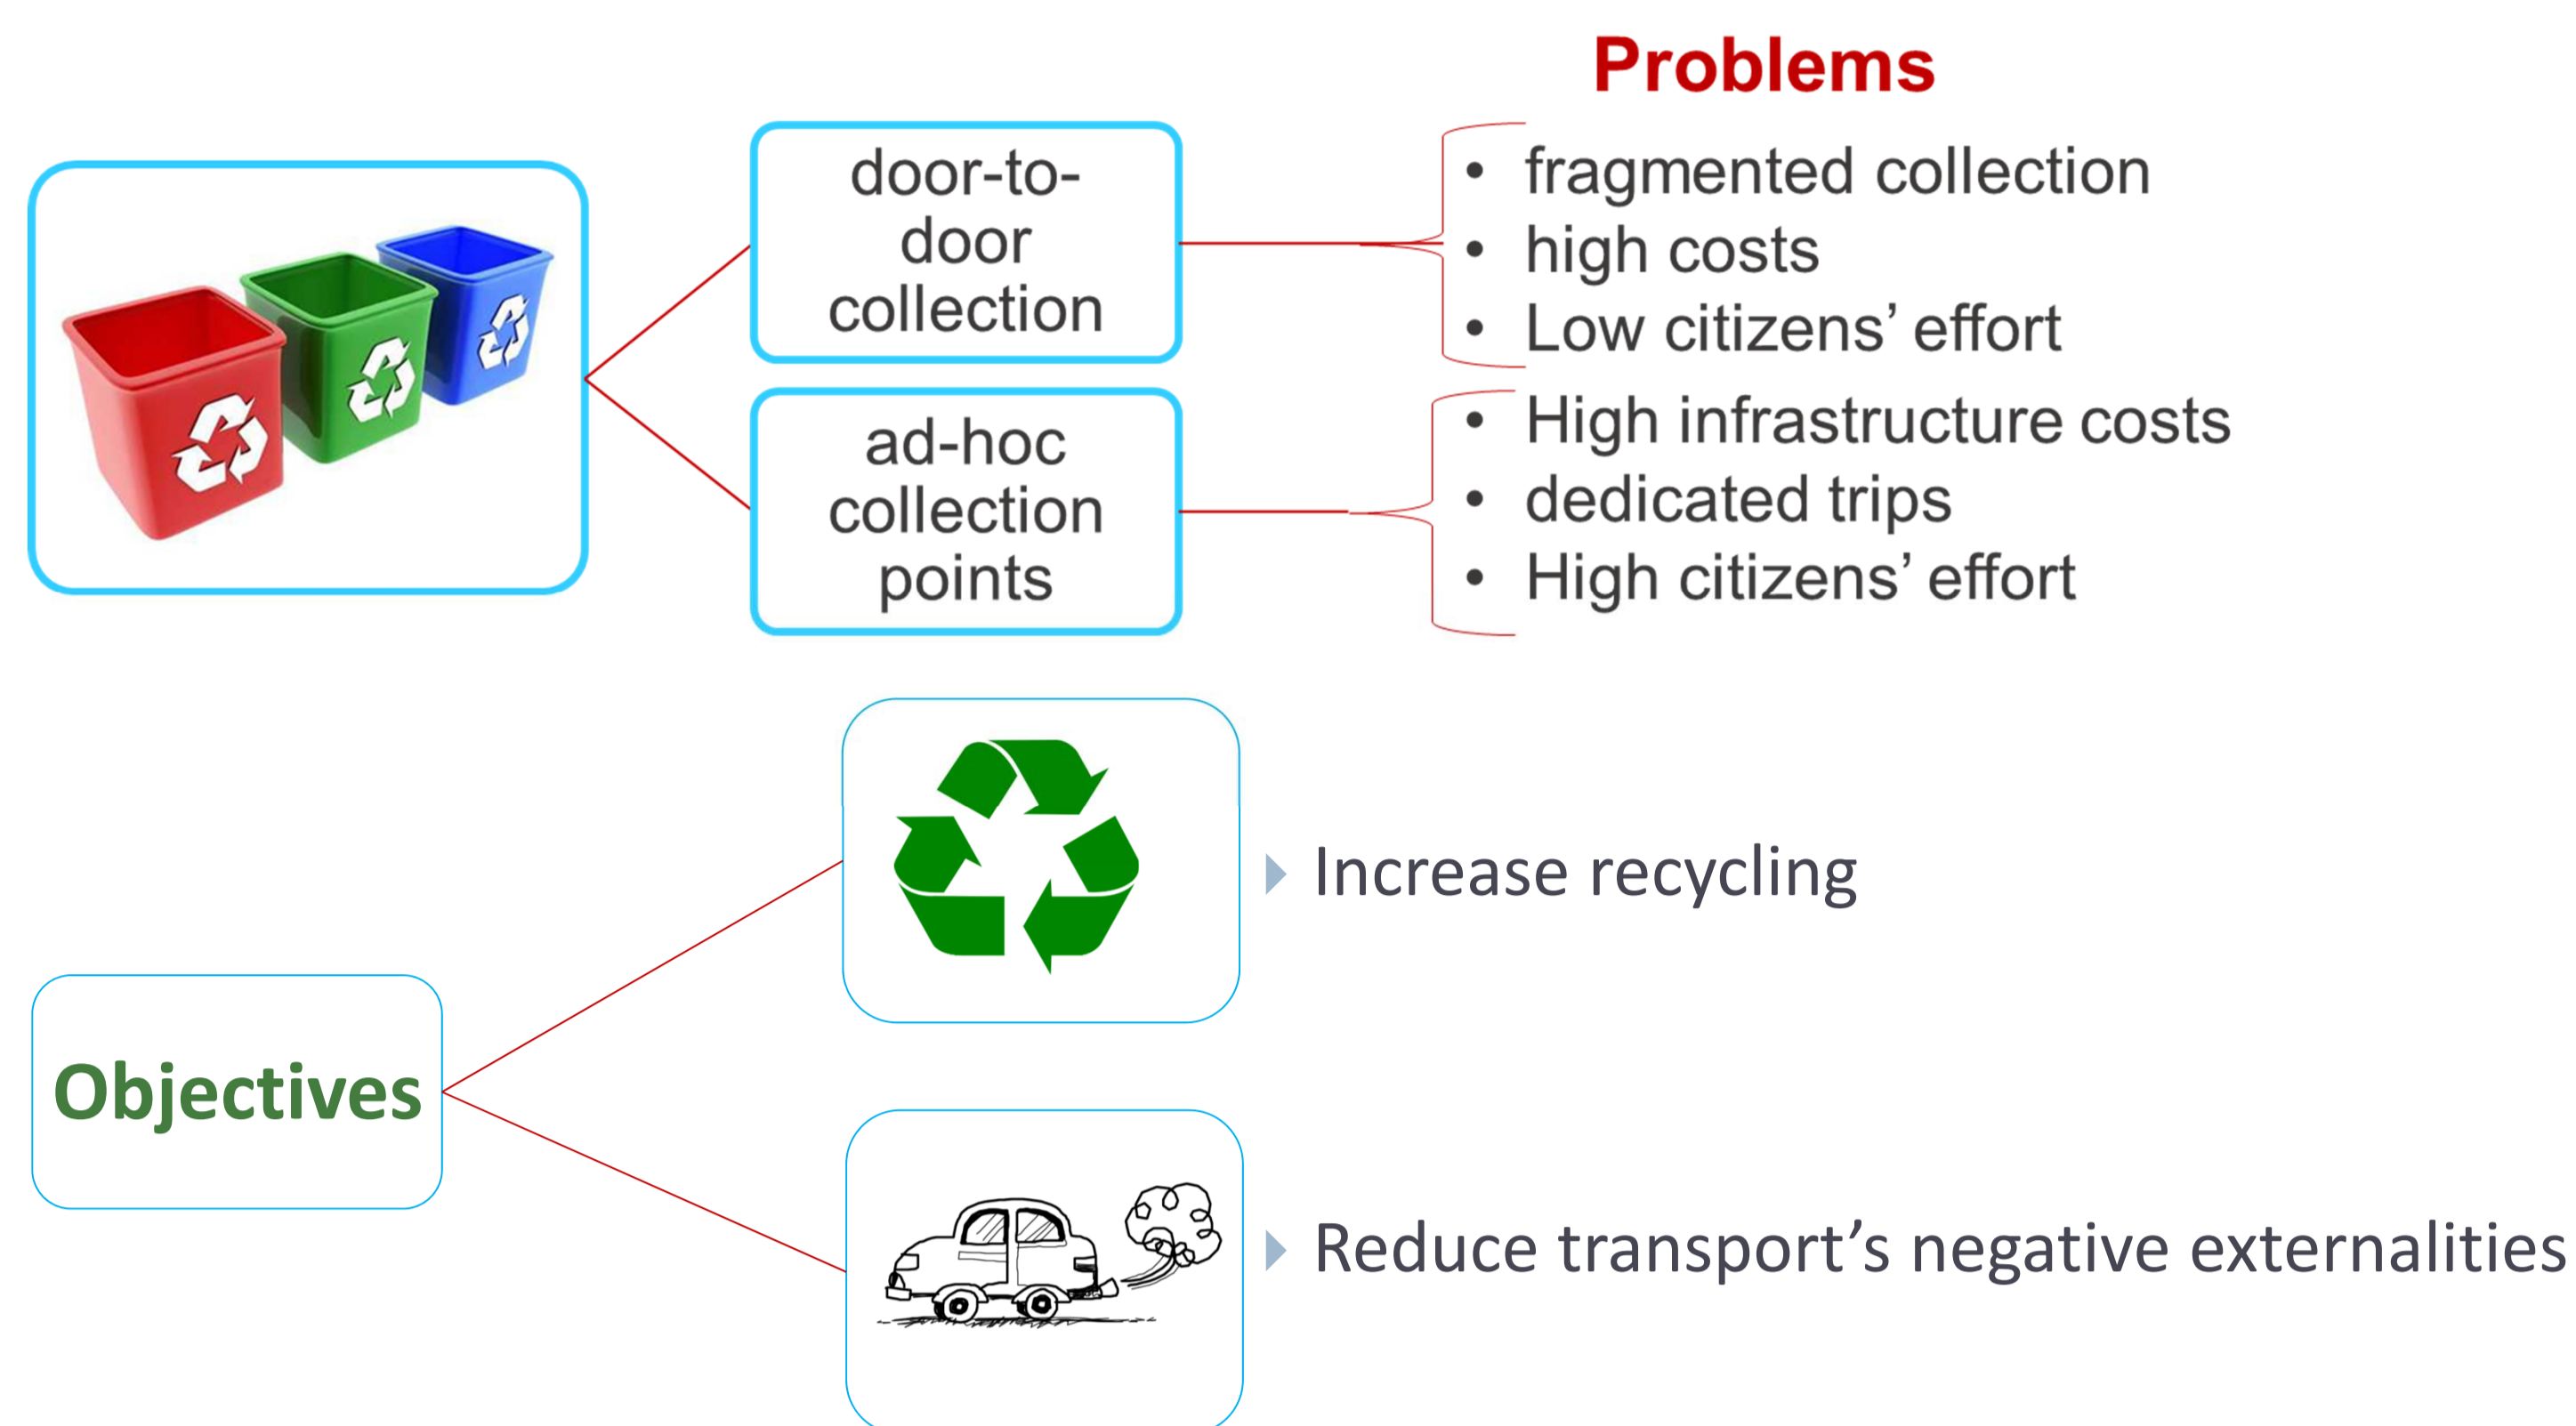 Problems
door-to-
door
collection
• fragmented collection
• high costs
• Low citizens’ effort
ad-hoc
collection
points
• High infrastructure costs
• dedicated trips
• High citizens’ effort
Objectives
Increase recycling
Reduce transport’s negative externalities